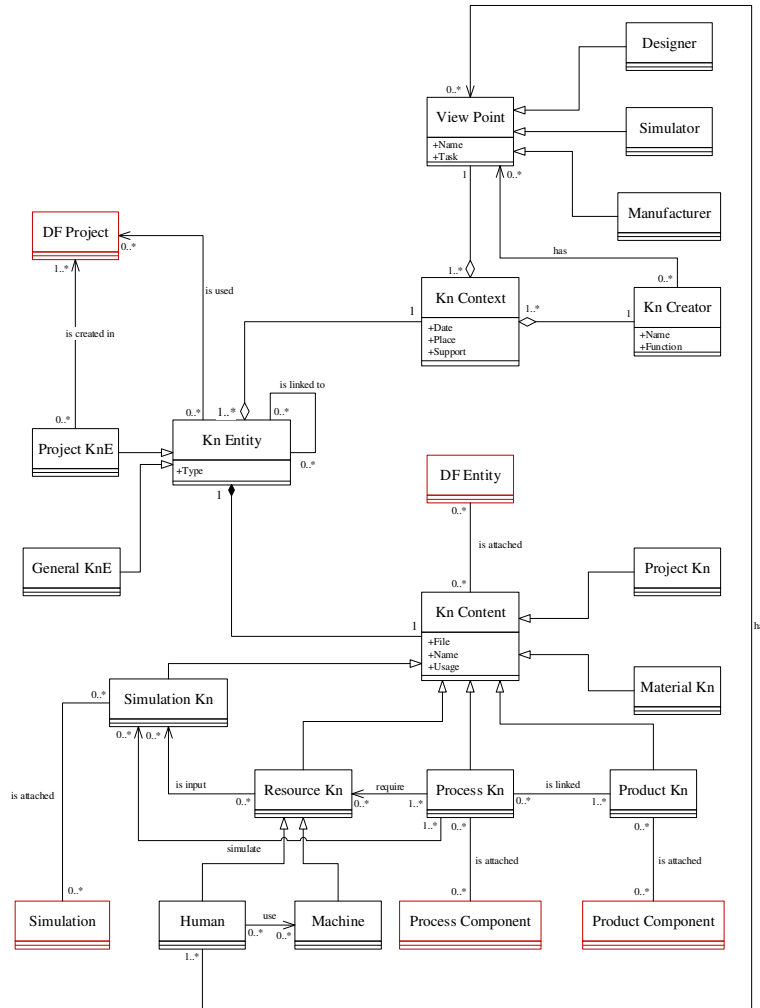 Designer
0..*
View Point
+Name
+Task
Simulator
1
0..*
Manufacturer
DF Project
0..*
1..*
has
is used
1..*
0..*
Kn Context
+Date
+Place
+Support
1
1..*
1
Kn Creator
+Name
+Function
is created in
is linked to
0..*
0..*
1..*
0..*
Project KnE
Kn Entity
+Type
0..*
1
DF Entity
0..*
is attached
General KnE
0..*
Project Kn
Kn Content
+File
+Name
+Usage
1
ha
0..*
Simulation Kn
Material Kn
0..*
0..*
is attached
is input
0..*
Resource Kn
0..*
require
1..*
Process Kn
0..*
is linked
1..*
Product Kn
1..*
0..*
0..*
simulate
is attached
is attached
0..*
0..*
0..*
Simulation
Human
use
0..*
0..*
Machine
Process Component
Product Component
1..*